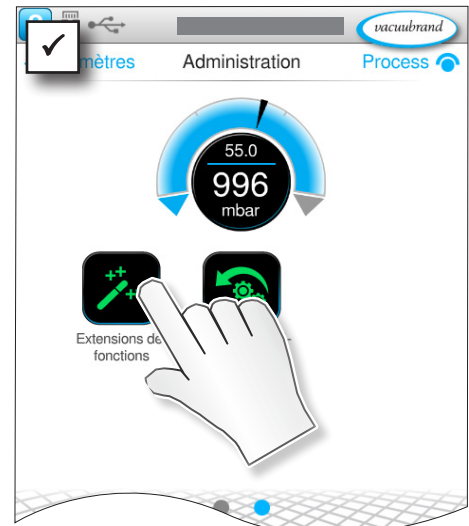 vacuubrand
mètres Administration Process
55.0
996
mbar
Extensions de
fonctions